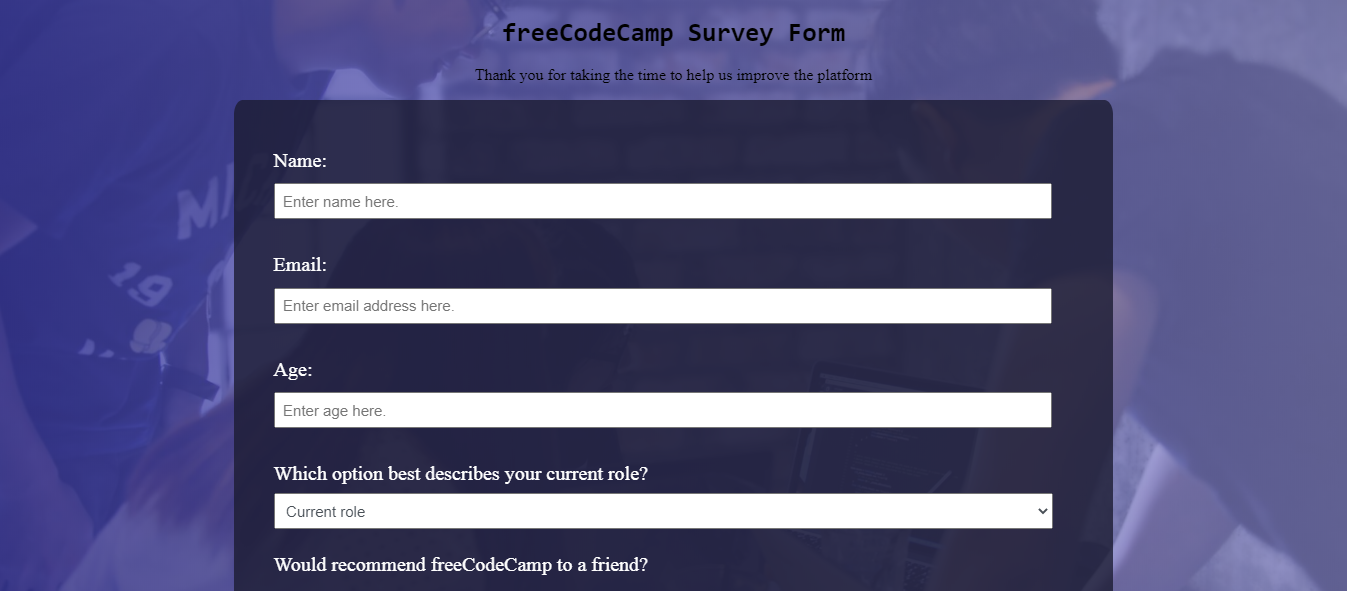 freeCodeCamp Survey Form
Thank you for taking the time to help us improve the platform
Name:
Enter name here.
Email:
Enter email address here.
Age:
Enter age here.
Which option best describes your current role?
Current role
Would recommend freeCodeCamp to a friend?
19